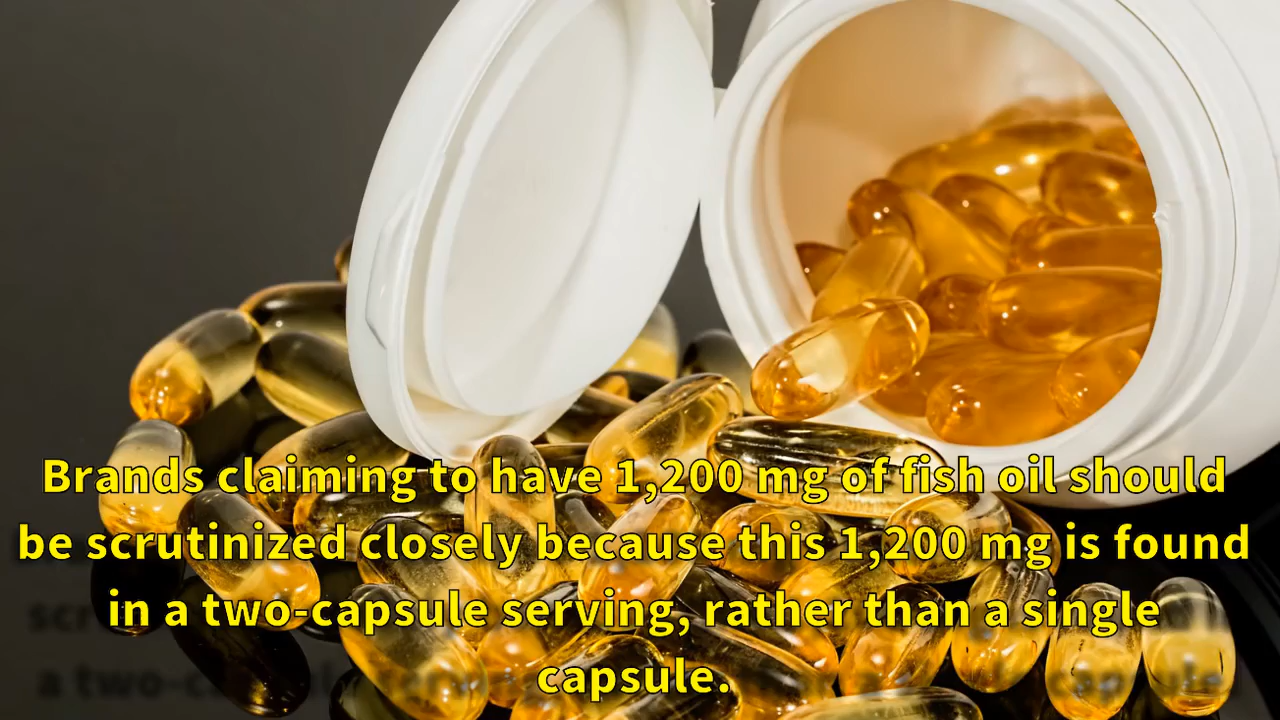 Brands claiming to have 1,200 mg of fish oil should
be scrutinized closely because this 1,200 mg is found
in a two-capsule serving, rather than a single
capsule.